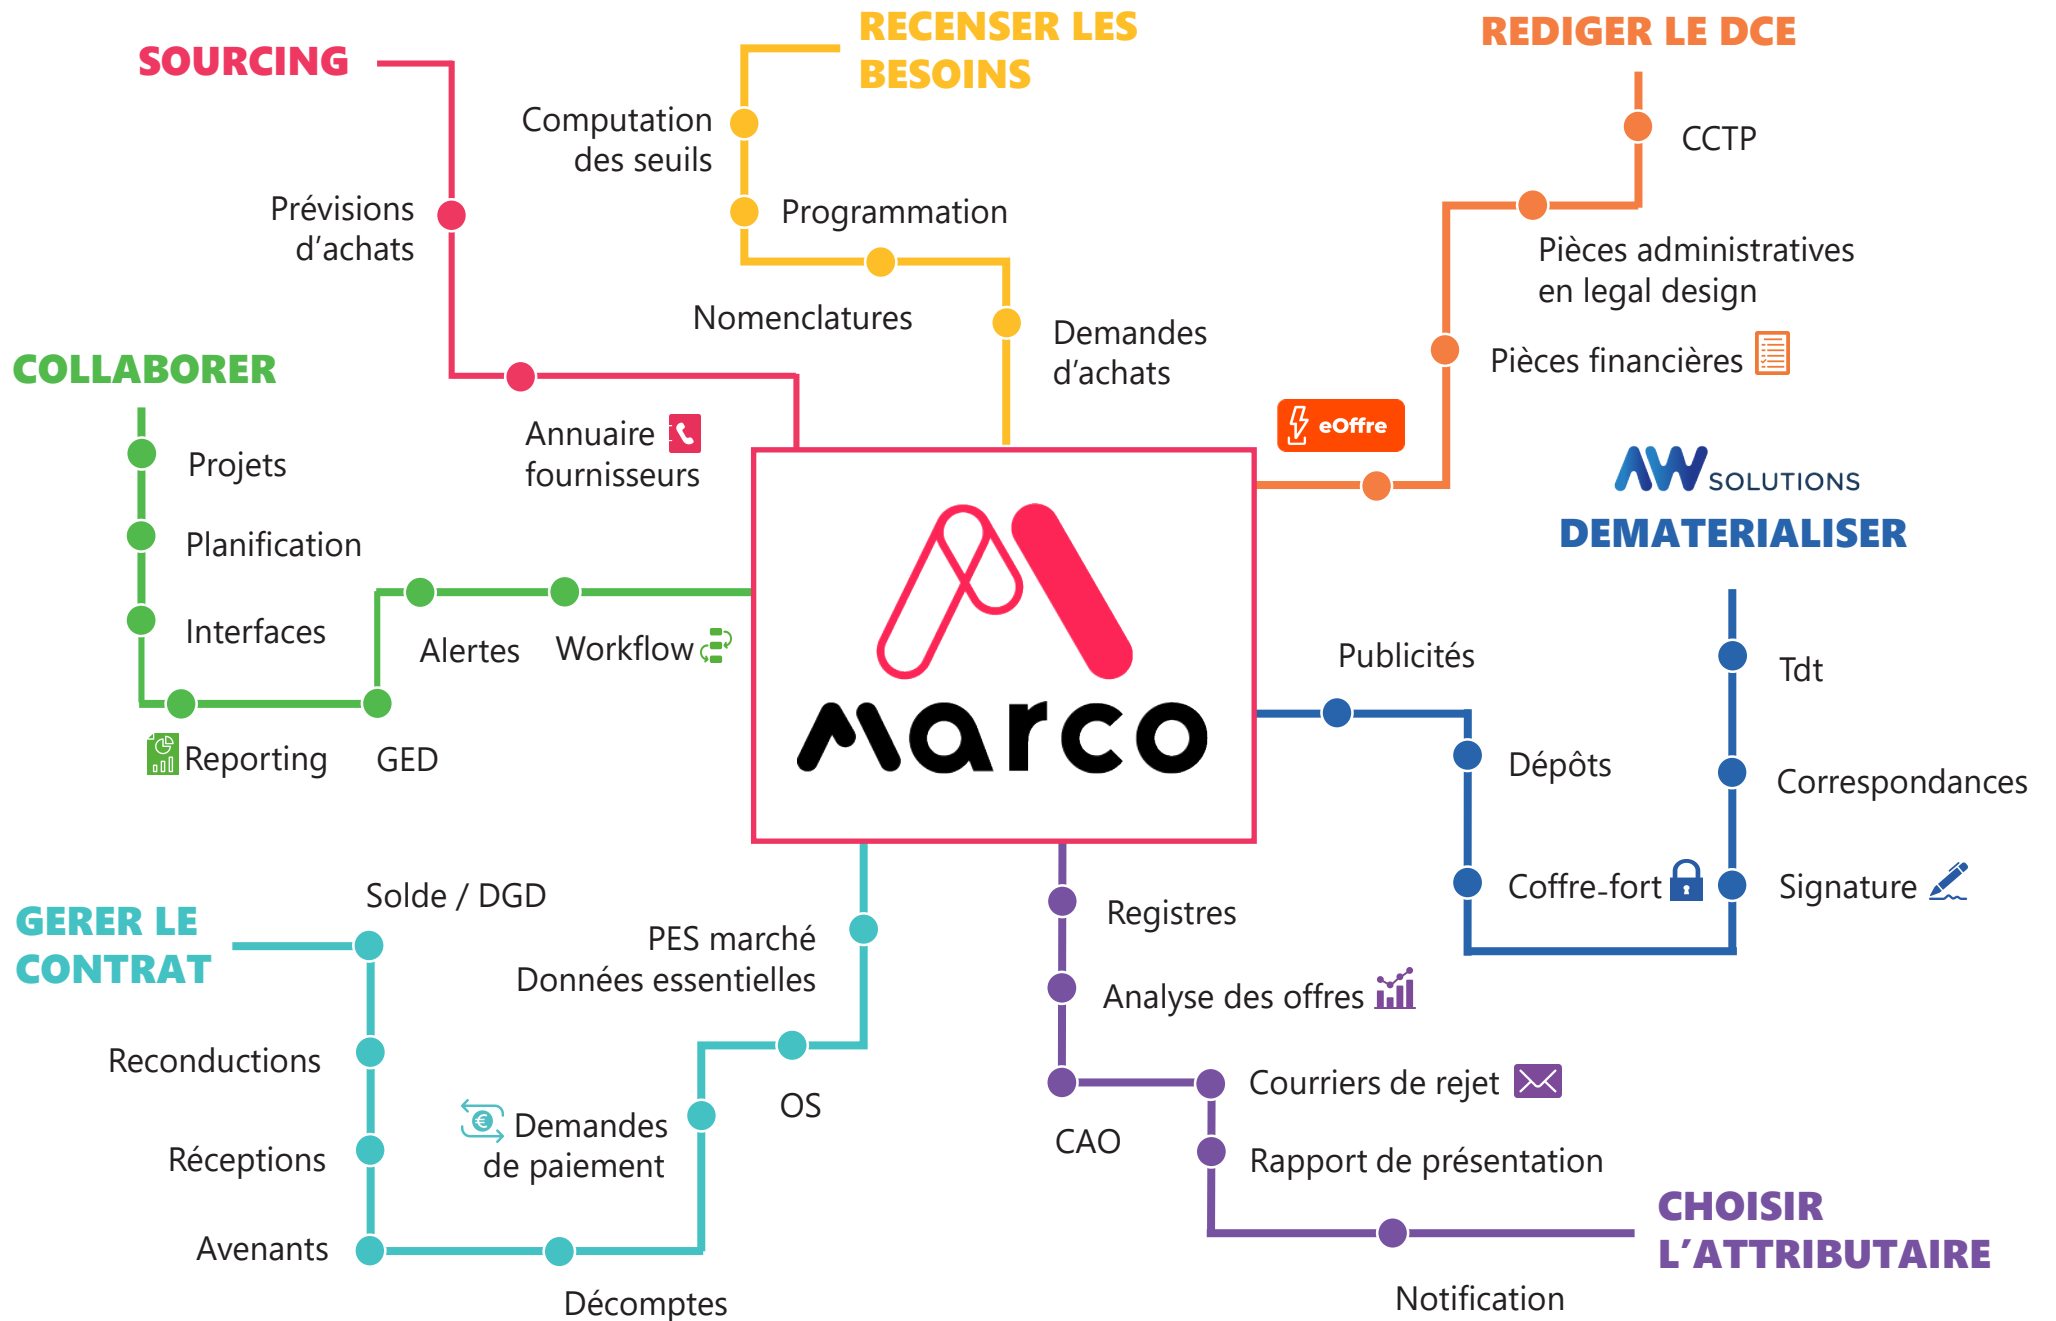 SOURCING
Prévisions
d'achats
Annuaire
fournisseurs
RECENSER LES
BESOINS
Computation
des seuils
Programmation
Nomenclatures
Demandes
d'achats
REDIGER LE DCE
CCTP
Pièces administratives
en legal design
Pièces financières
eOffre
COLLABORER
Projets
Planification
Interfaces
Reporting
GED
Alertes
Workflow
Marco
AW SOLUTIONS
DEMATERIALISER
Publicités
Dépôts
Coffre-fort
Tdt
Correspondances
Signature
GERER LE
CONTRAT
Solde / DGD
Reconductions
Réceptions
Avenants
Décomptes
Demandes
de paiement
OS
PES marché
Données essentielles
Registres
Analyse des offres
CAO
Courriers de rejet
Rapport de présentation
Notification
CHOISIR
L'ATTRIBUTAIRE